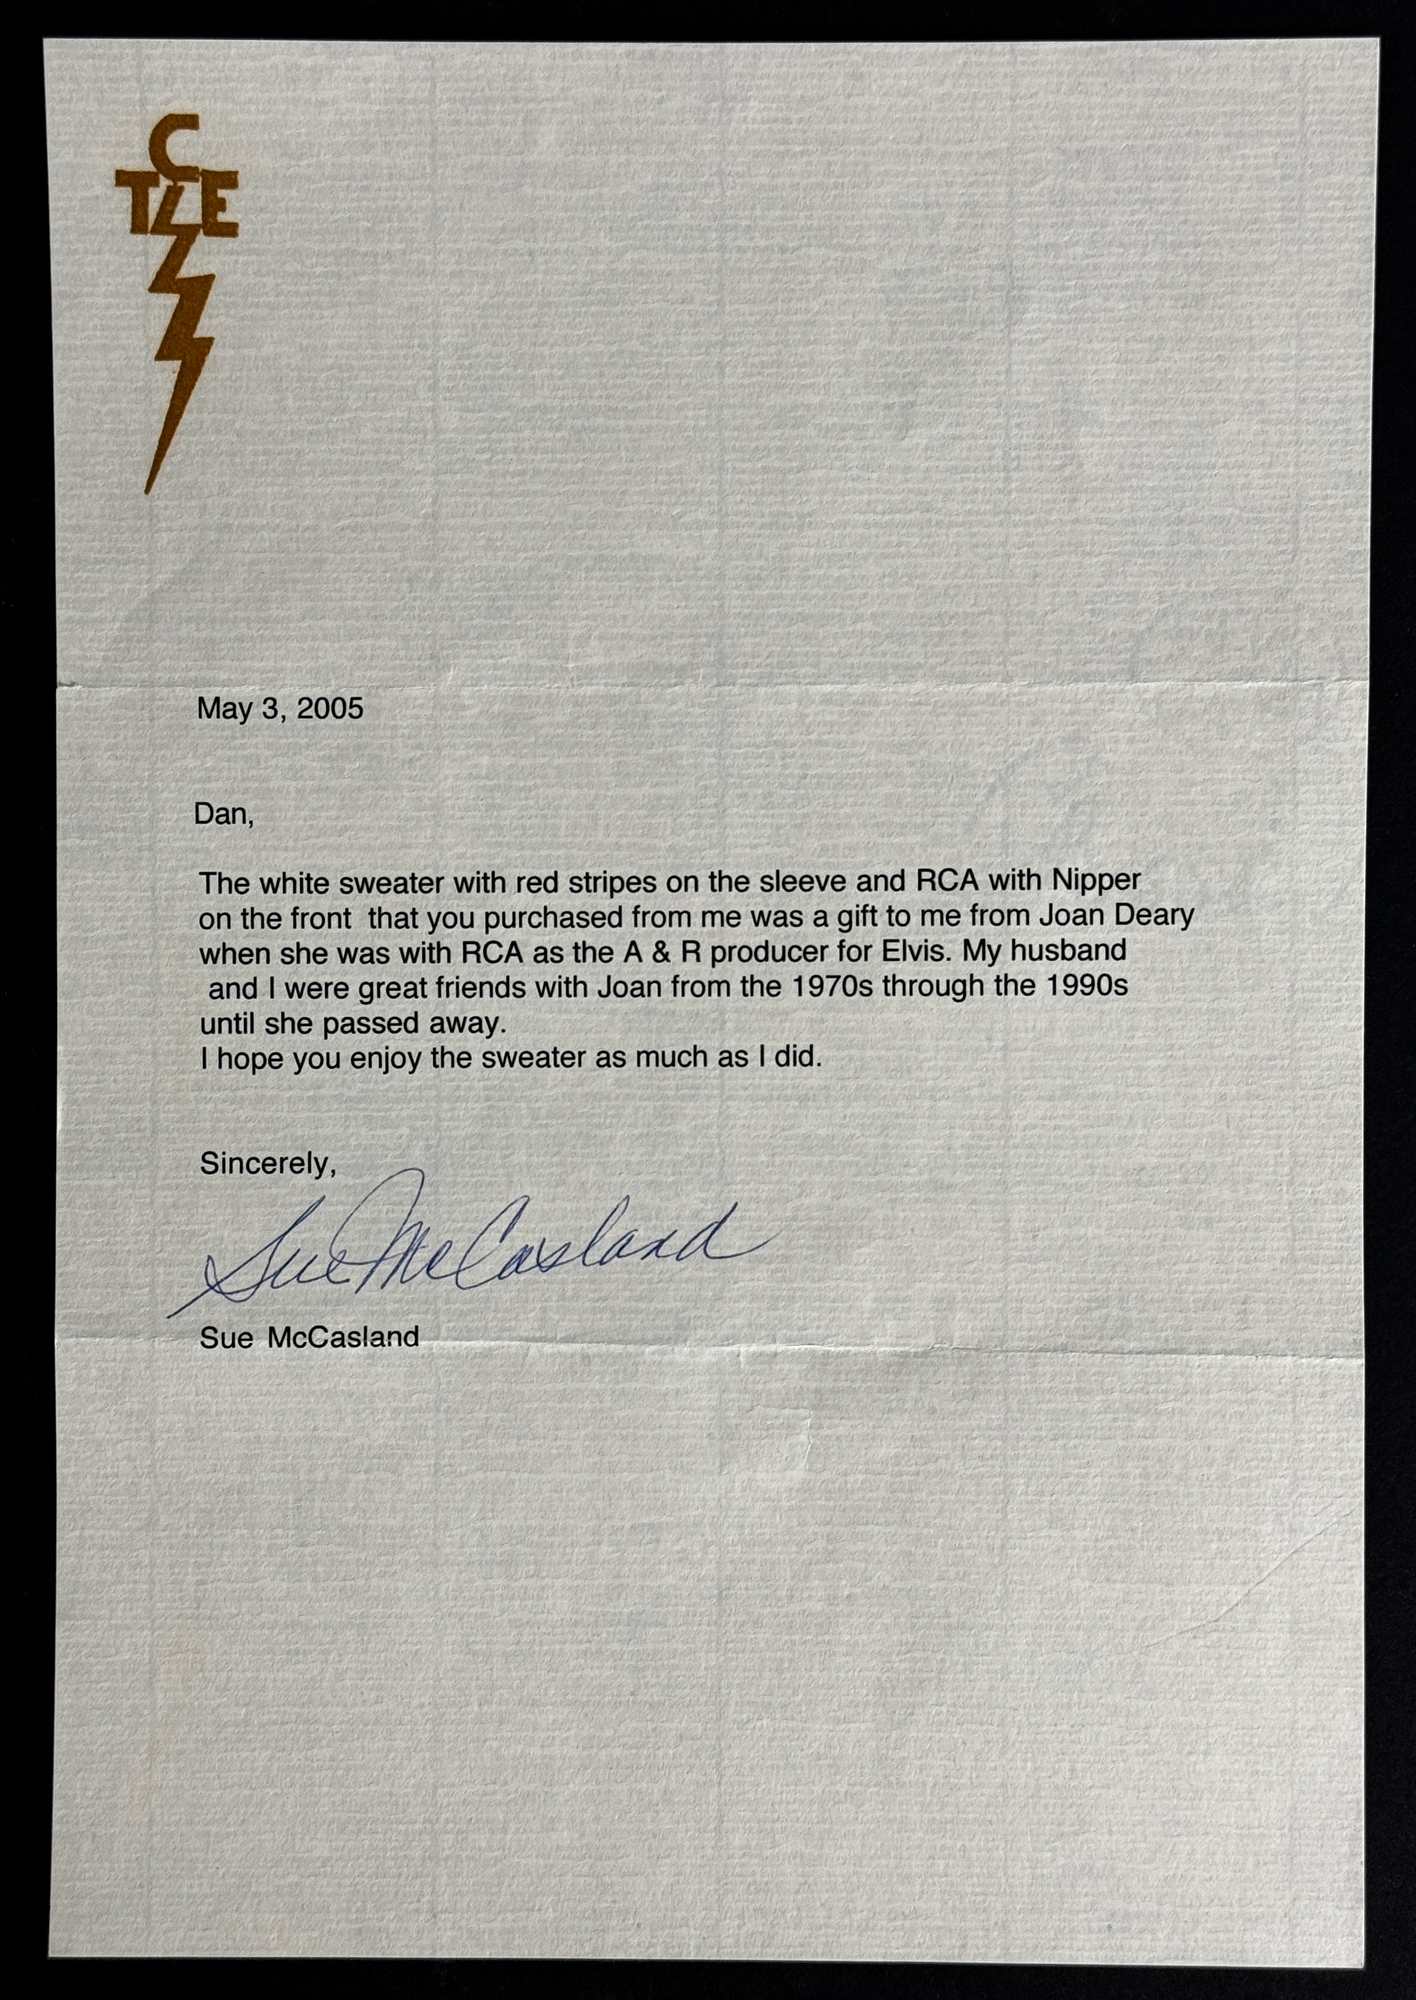 C
TLE
May 3, 2005
Dan,
The white sweater with red stripes on the sleeve and RCA with Nipper
on the front  that you purchased from me was a gift to me from Joan Deary
when she was with RCA as the A & R producer for Elvis. My husband
 and I were great friends with Joan from the 1970s through the 1990s
until she passed away.
I hope you enjoy the sweater as much as I did.
Sincerely,
Sue McCasland
Sue McCasland